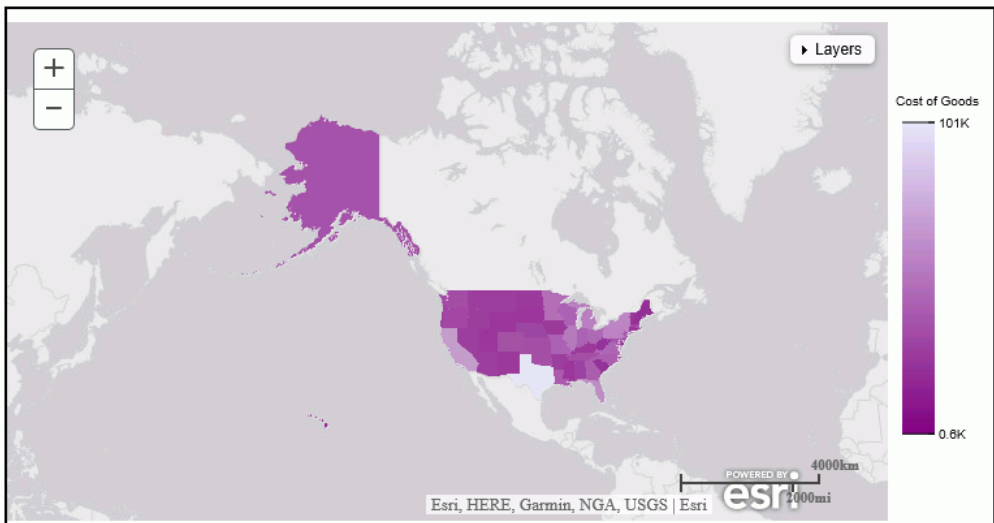 +
Layers
−
Cost of Goods
101K
0.6K
4000km
POWERED BY
esri
2000mi
Esri, HERE, Garmin, NGA, USGS | Esri